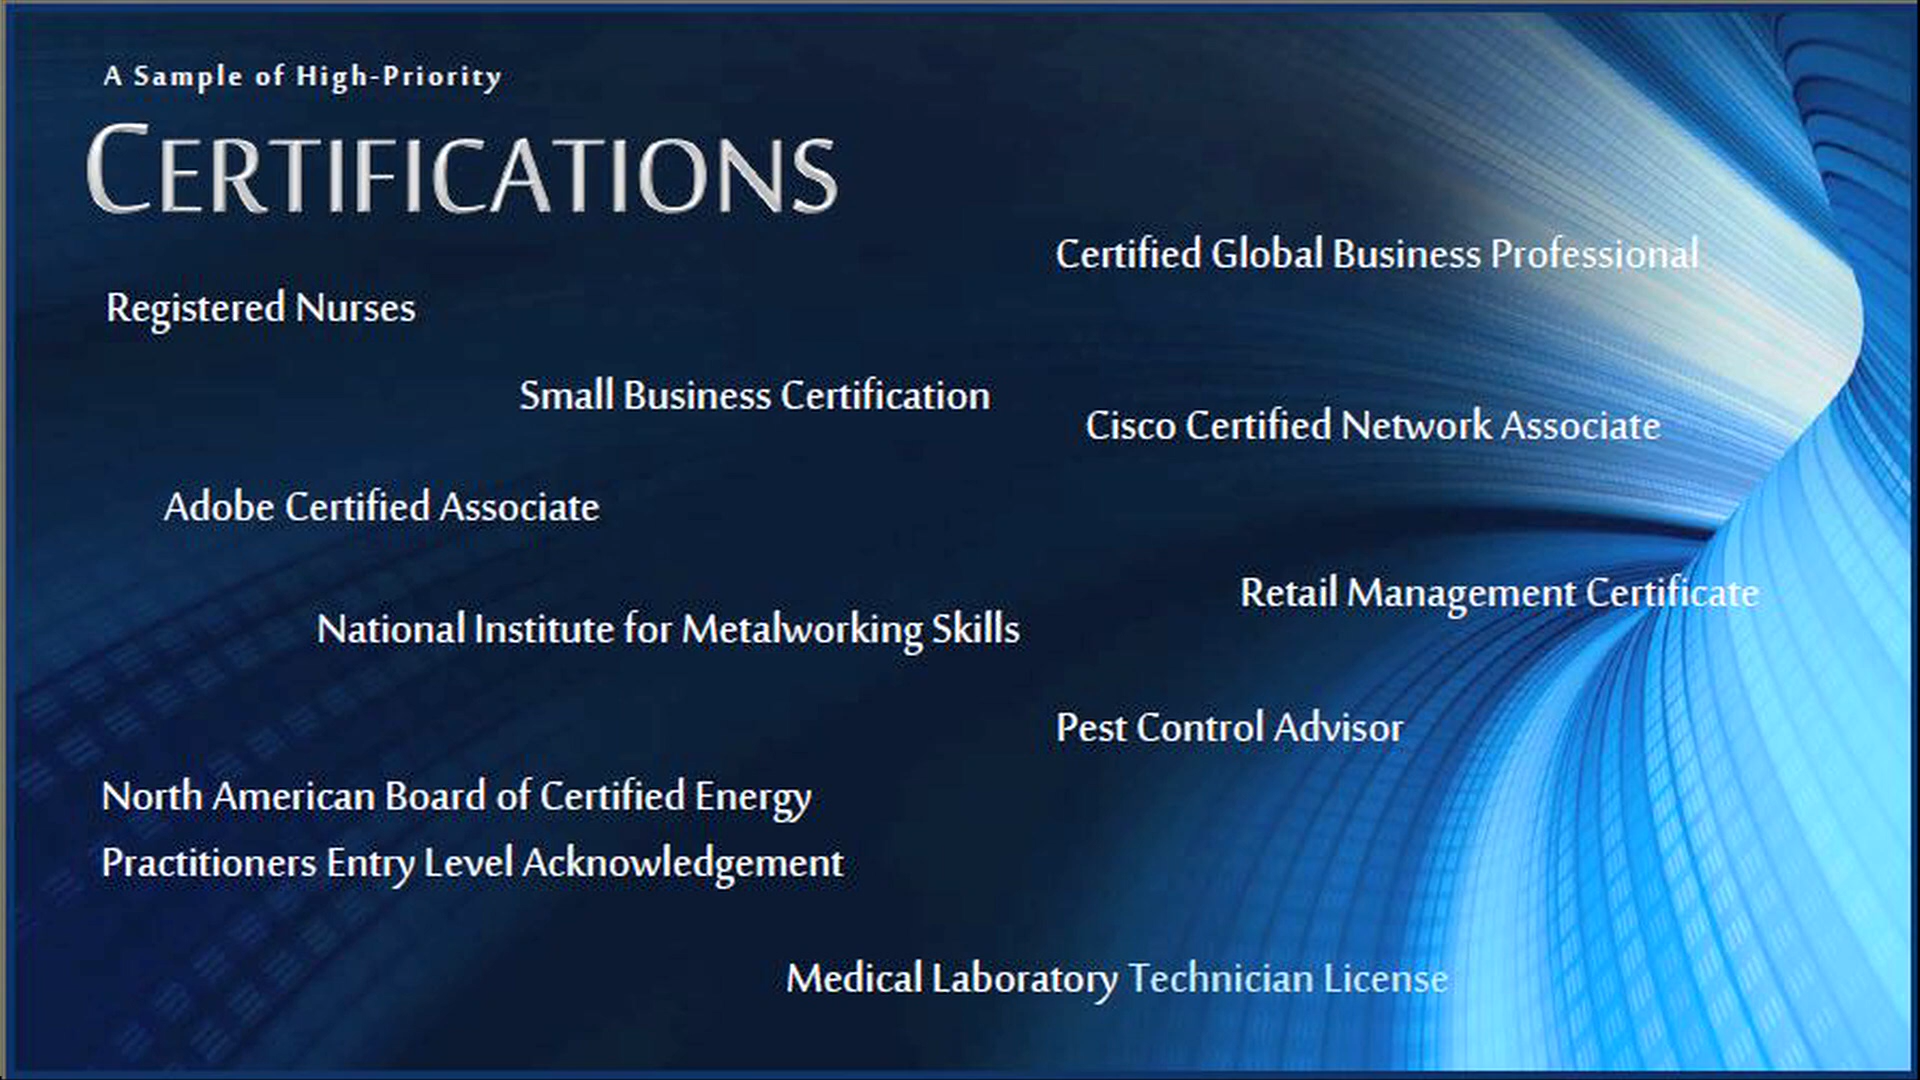 A Sample of High-Priority
CERTIFICATIONS
Certified Global Business Professional
Registered Nurses
Small Business Certification
Cisco Certified Network Associate
Adobe Certified Associate
Retail Management Certificate
National Institute for Metalworking Skills
Pest Control Advisor
North American Board of Certified Energy
Practitioners Entry Level Acknowledgement
Medical Laboratory Technician License